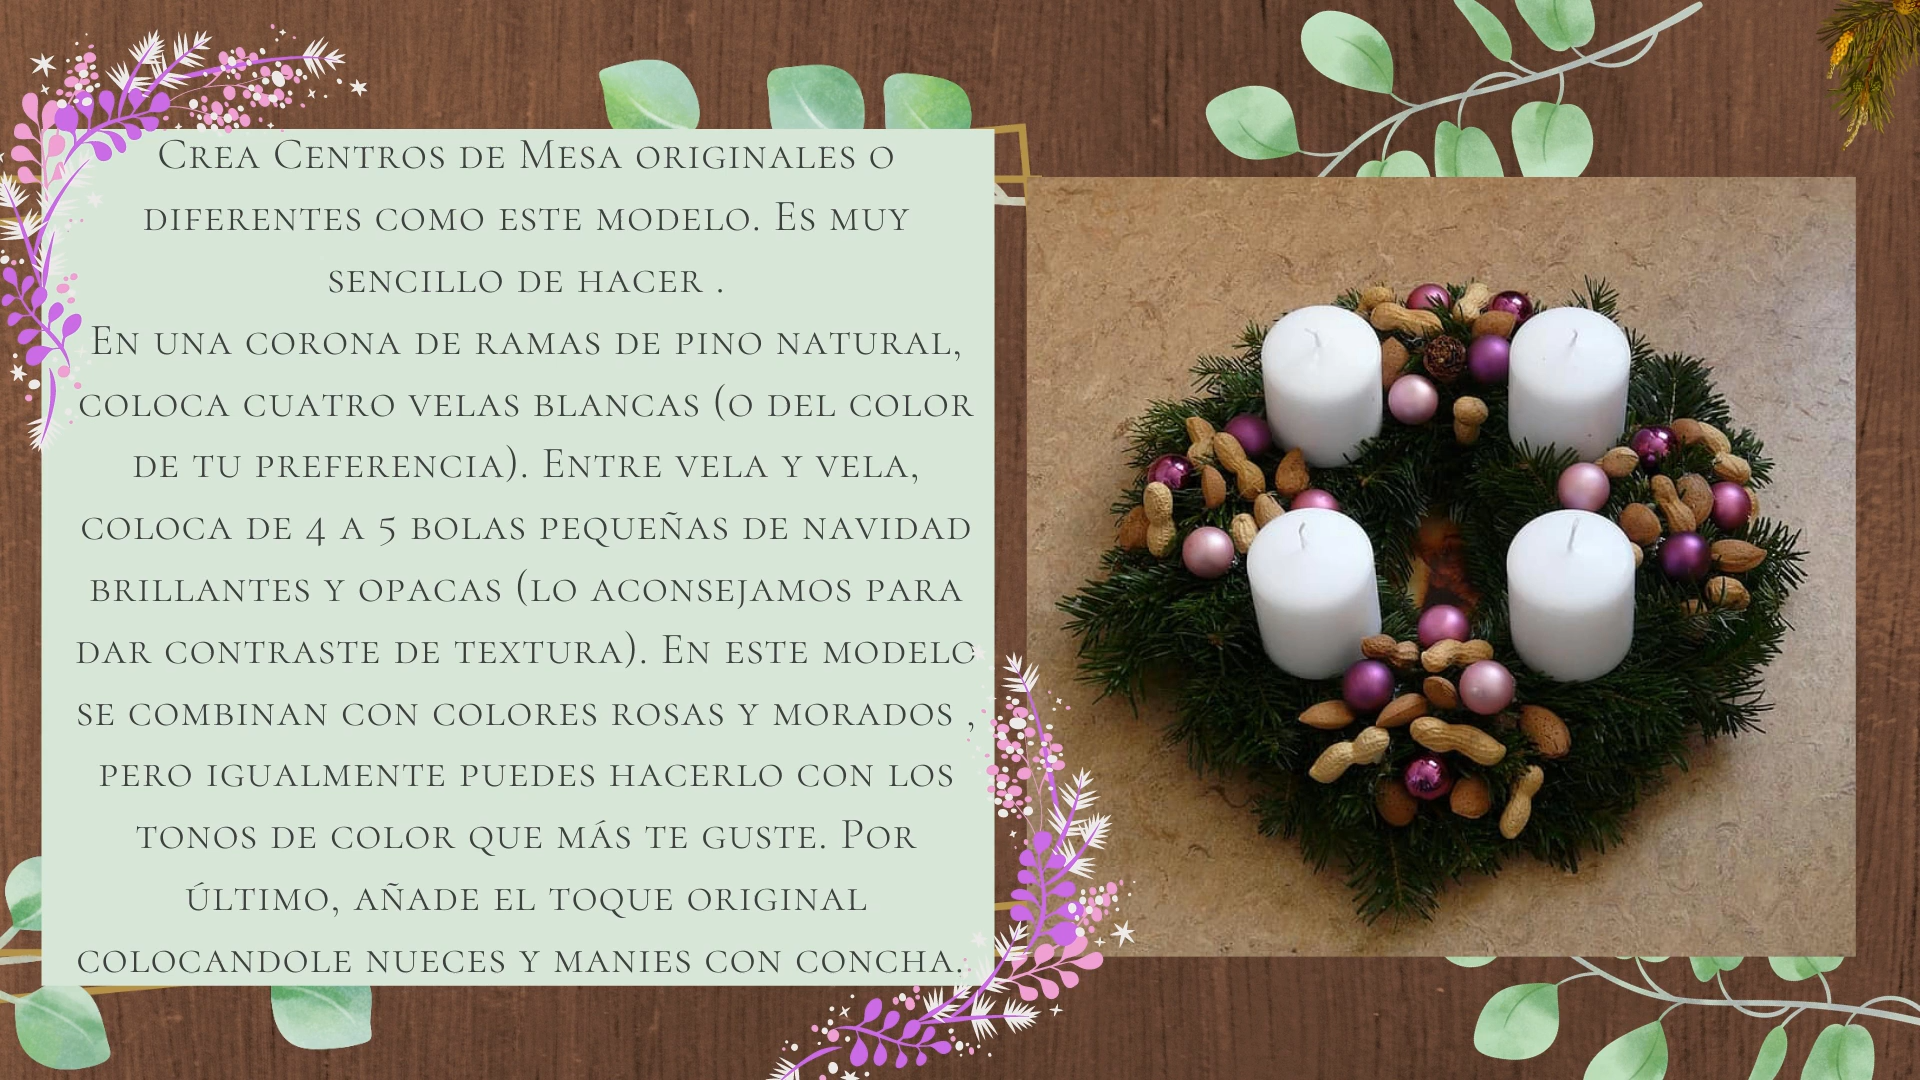 Crea Centros de Mesa originales o
diferentes como este modelo. Es muy
sencillo de hacer .
En una corona de ramas de pino natural,
coloca cuatro velas blancas (o del color
de tu preferencia). Entre vela y vela,
coloca de 4 a 5 bolas pequeñas de navidad
brillantes y opacas (lo aconsejamos para
dar contraste de textura). En este modelo
se combinan con colores rosas y morados ,
pero igualmente puedes hacerlo con los
tonos de color que más te guste. Por
último, añade el toque original
colocandole nueces y manies con concha.